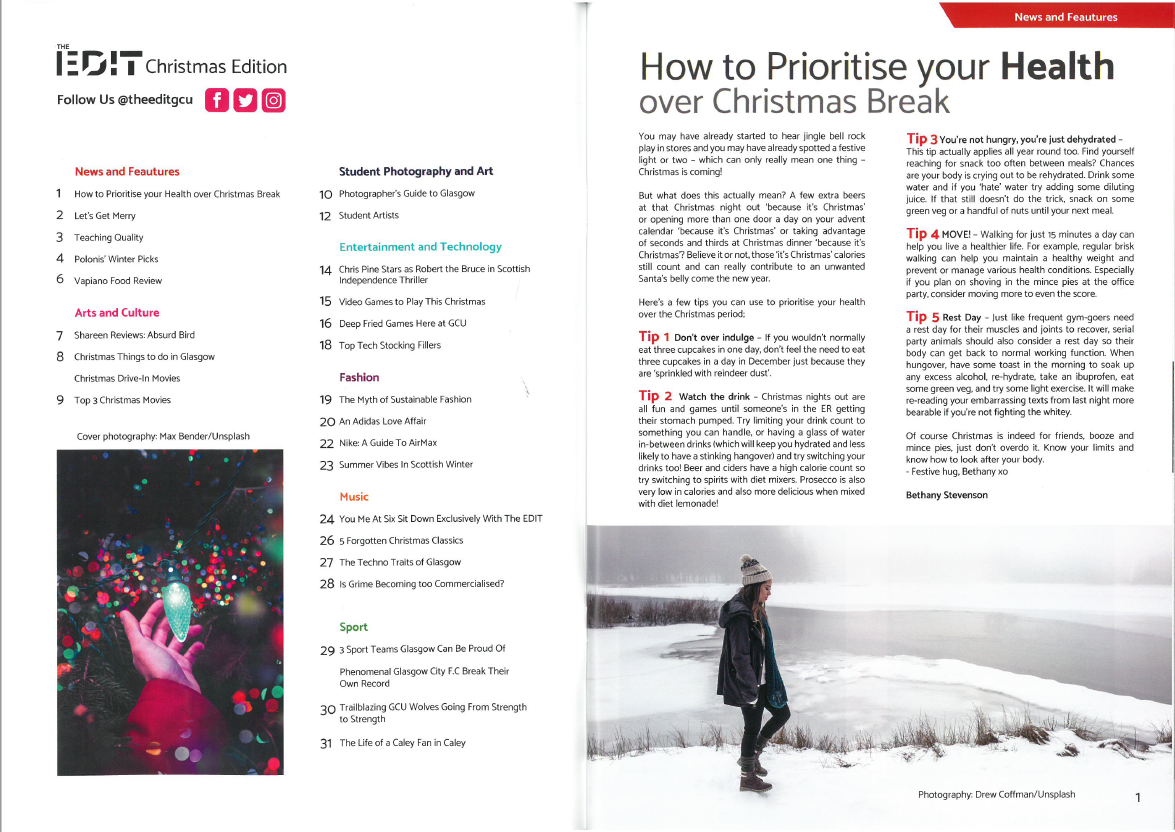 THE
EDIT Christmas Edition
Follow Us @theeditgcu
News and Feautures
1 How to Prioritise your Health over Christmas Break
2 Let's Get Merry
3 Teaching Quality
4 Polonis' Winter Picks
6 Vapiano Food Review
Arts and Culture
7 Shareen Reviews: Absurd Bird
8 Christmas Things to do in Glasgow
Christmas Drive-In Movies
9 Top 3 Christmas Movies
Cover photography: Max Bender/Unsplash
Student Photography and Art
10 Photographer's Guide to Glasgow
12 Student Artists
Entertainment and Technology
14 Chris Pine Stars as Robert the Bruce in Scottish
Independence Thriller
15 Video Games to Play This Christmas
16 Deep Fried Games Here at GCU
18 Top Tech Stocking Fillers
Fashion
19 The Myth of Sustainable Fashion
20 An Adidas Love Affair
22 Nike: A Guide To AirMax
23 Summer Vibes In Scottish Winter
Music
24 You Me At Six Sit Down Exclusively With The EDIT
26 5 Forgotten Christmas Classics
27 The Techno Traits of Glasgow
28 Is Grime Becoming too Commercialised?
Sport
29 3 Sport Teams Glasgow Can Be Proud Of
Phenomenal Glasgow City F.C Break Their
Own Record
30 Trailblazing GCU Wolves Going From Strength
to Strength
31 The Life of a Caley Fan in Caley
News and Feautures
How to Prioritise your Health
over Christmas Break
You may have already started to hear jingle bell rock
play in stores and you may have already spotted a festive
light or two – which can only really mean one thing –
Christmas is coming!
But what does this actually mean? A few extra beers
at that Christmas night out 'because it's Christmas'
or opening more than one door a day on your advent
calendar 'because it's Christmas' or taking advantage
of seconds and thirds at Christmas dinner 'because it's
Christmas'? Believe it or not, those 'it's Christmas' calories
still count and can really contribute to an unwanted
Santa's belly come the new year.
Here's a few tips you can use to prioritise your health
over the Christmas period;
Tip 1 Don't over indulge – If you wouldn't normally
eat three cupcakes in one day, don't feel the need to eat
three cupcakes in a day in December just because they
are 'sprinkled with reindeer dust'.
Tip 2 Watch the drink – Christmas nights out are
all fun and games until someone's in the ER getting
their stomach pumped. Try limiting your drink count to
something you can handle, or having a glass of water
in-between drinks (which will keep you hydrated and less
likely to have a stinking hangover) and try switching your
drinks too! Beer and ciders have a high calorie count so
try switching to spirits with diet mixers. Prosecco is also
very low in calories and also more delicious when mixed
with diet lemonade!
Tip 3 You're not hungry, you're just dehydrated –
This tip actually applies all year round too. Find yourself
reaching for snack too often between meals? Chances
are your body is crying out to be rehydrated. Drink some
water and if you 'hate' water try adding some diluting
juice. If that still doesn't do the trick, snack on some
green veg or a handful of nuts until your next meal.
Tip 4 MOVE! – Walking for just 15 minutes a day can
help you live a healthier life. For example, regular brisk
walking can help you maintain a healthy weight and
prevent or manage various health conditions. Especially
if you plan on shoving in the mince pies at the office
party, consider moving more to even the score.
Tip 5 Rest Day – Just like frequent gym-goers need
a rest day for their muscles and joints to recover, serial
party animals should also consider a rest day so their
body can get back to normal working function. When
hungover, have some toast in the morning to soak up
any excess alcohol, re-hydrate, take an ibuprofen, eat
some green veg, and try some light exercise. It will make
re-reading your embarrassing texts from last night more
bearable if you're not fighting the whitey.
Of course Christmas is indeed for friends, booze and
mince pies, just don't overdo it. Know your limits and
know how to look after your body.
- Festive hug, Bethany xo
Bethany Stevenson
Photography: Drew Coffman/Unsplash
1